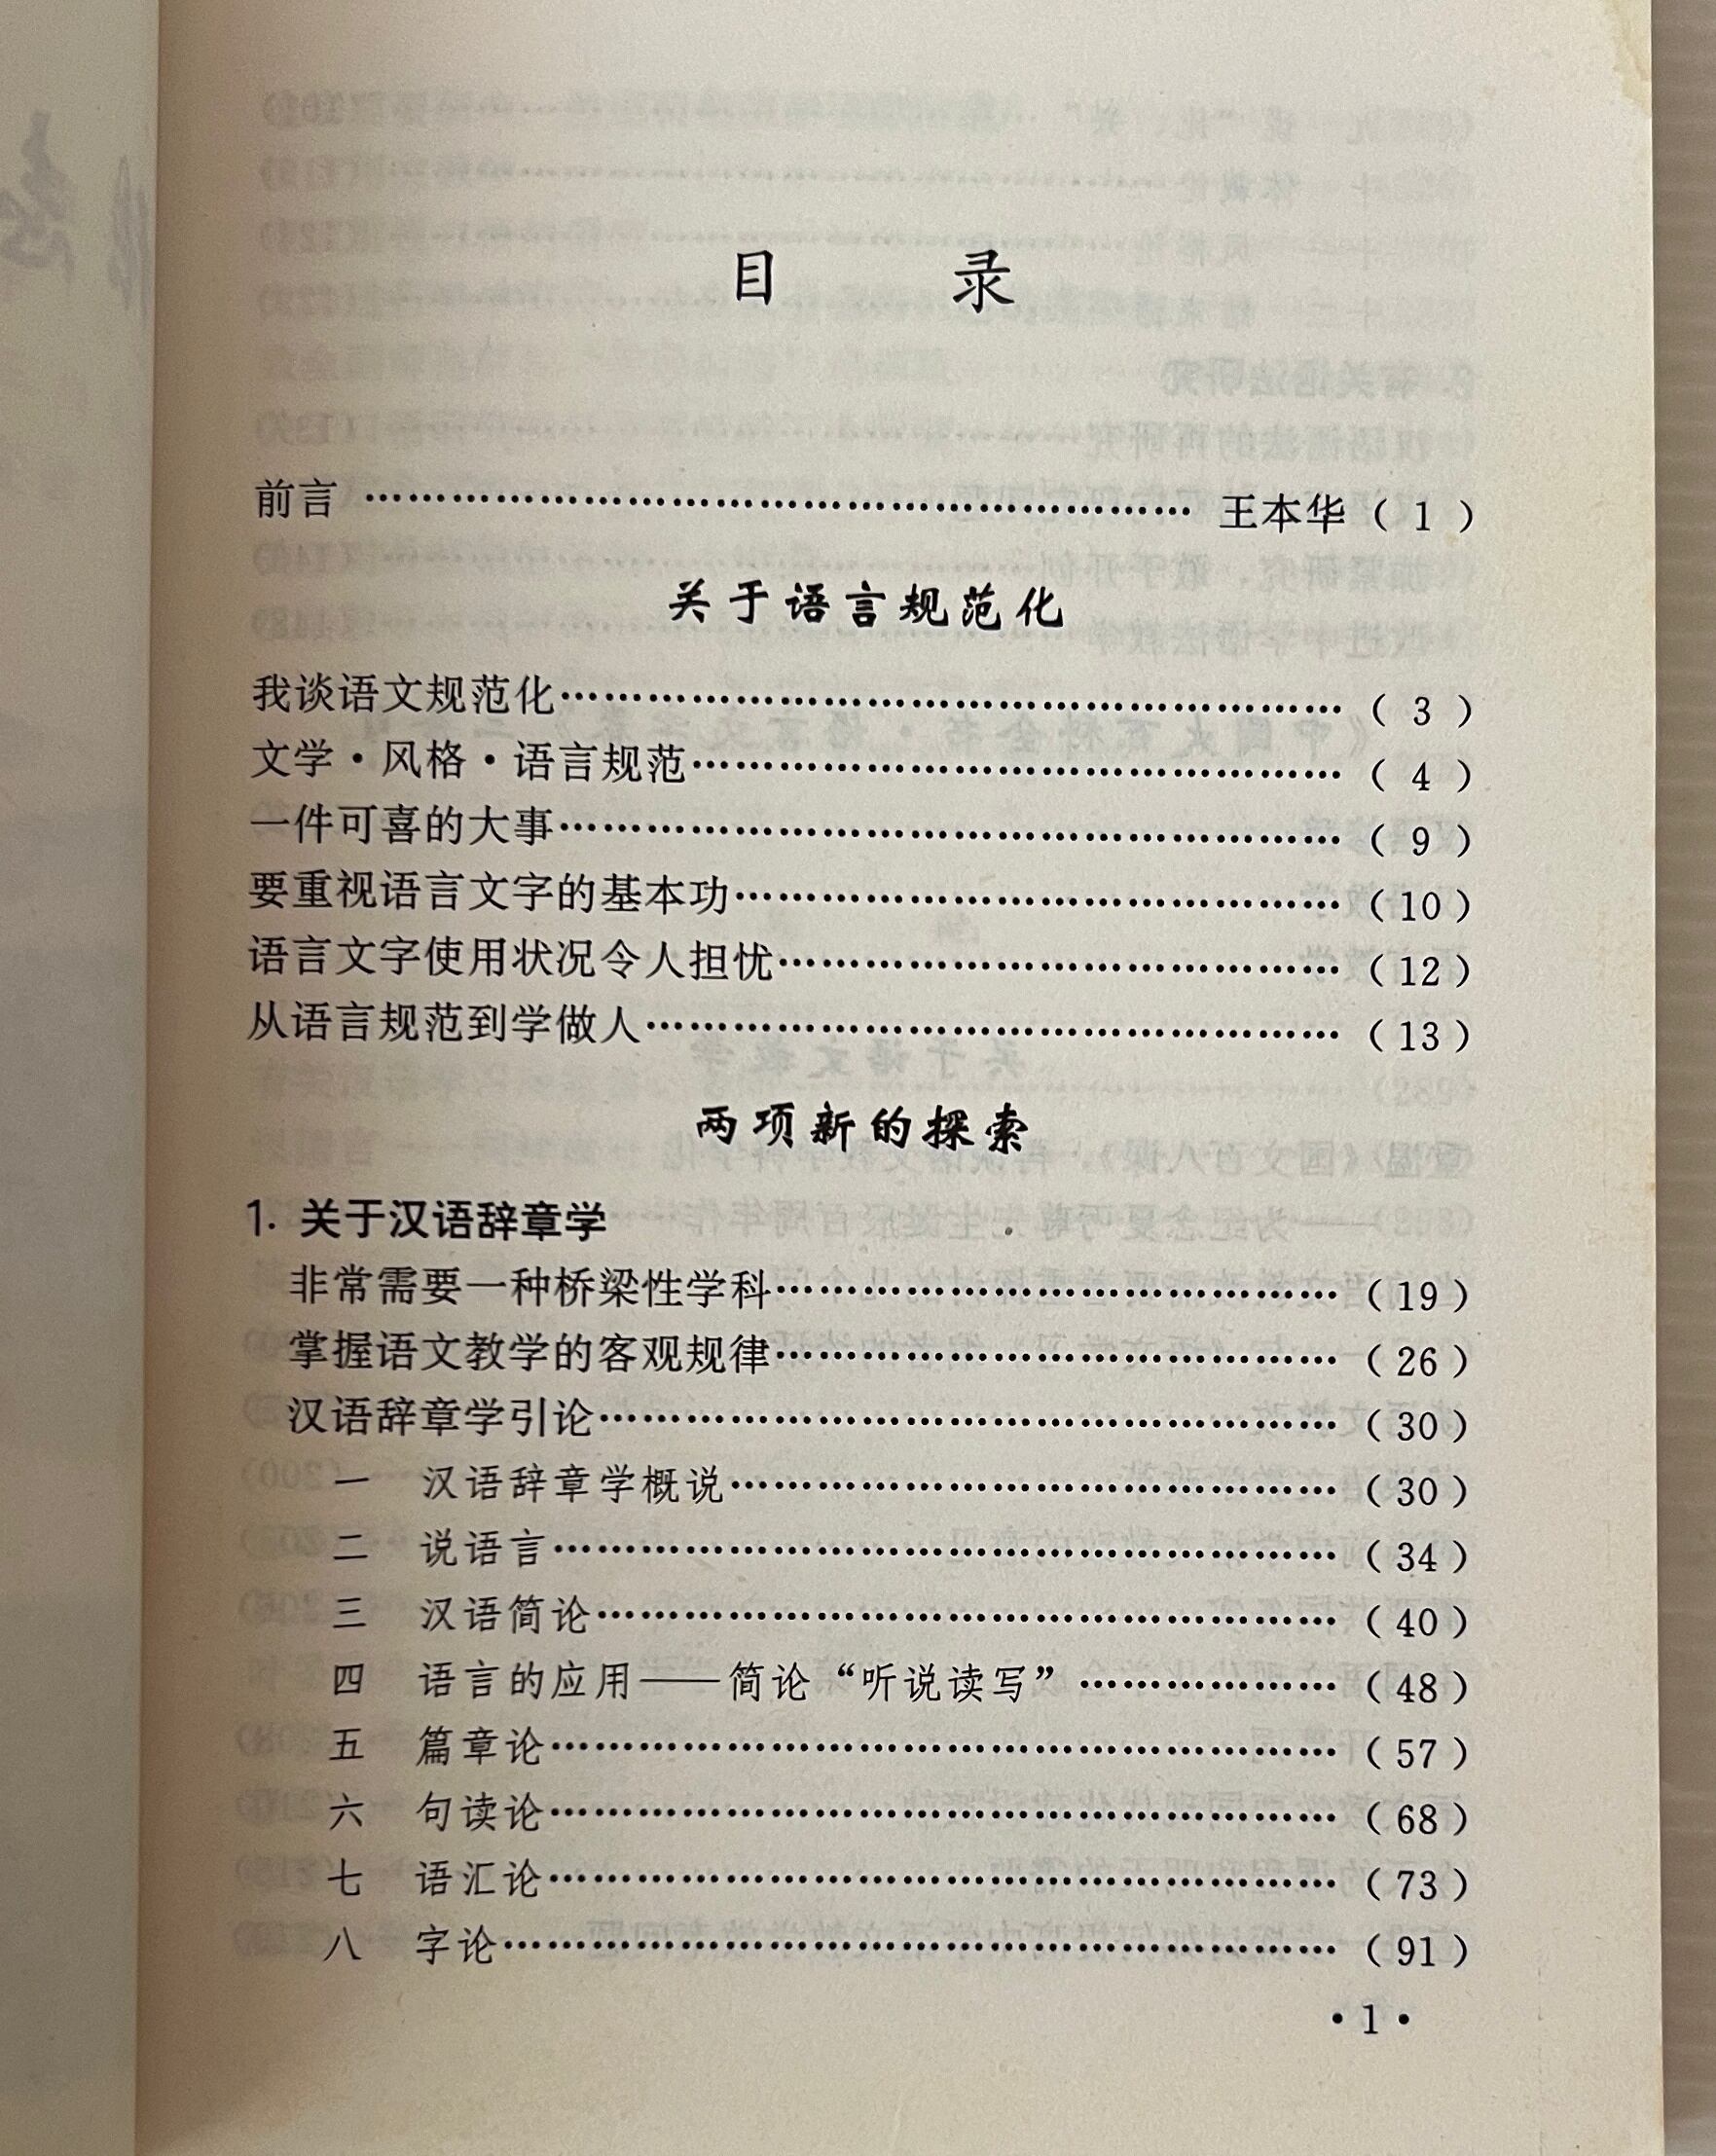 目 录
前言 …………………………………………………… 王本华（ 1 ）
关于语言规范化
我谈语文规范化……………………………………………………（ 3 ）
文学·风格·语言规范……………………………………………（ 4 ）
一件可喜的大事……………………………………………………（ 9 ）
要重视语言文字的基本功…………………………………………（10）
语言文字使用状况令人担忧………………………………………（12）
从语言规范到学做人………………………………………………（13）
两项新的探索
1. 关于汉语辞章学
非常需要一种桥梁性学科…………………………………………（19）
掌握语文教学的客观规律…………………………………………（26）
汉语辞章学引论……………………………………………………（30）
一 汉语辞章学概说………………………………………………（30）
二 说语言…………………………………………………………（34）
三 汉语简论………………………………………………………（40）
四 语言的应用——简论“听说读写”…………………………（48）
五 篇章论…………………………………………………………（57）
六 句读论…………………………………………………………（68）
七 语汇论…………………………………………………………（73）
八 字论……………………………………………………………（91）
·1·